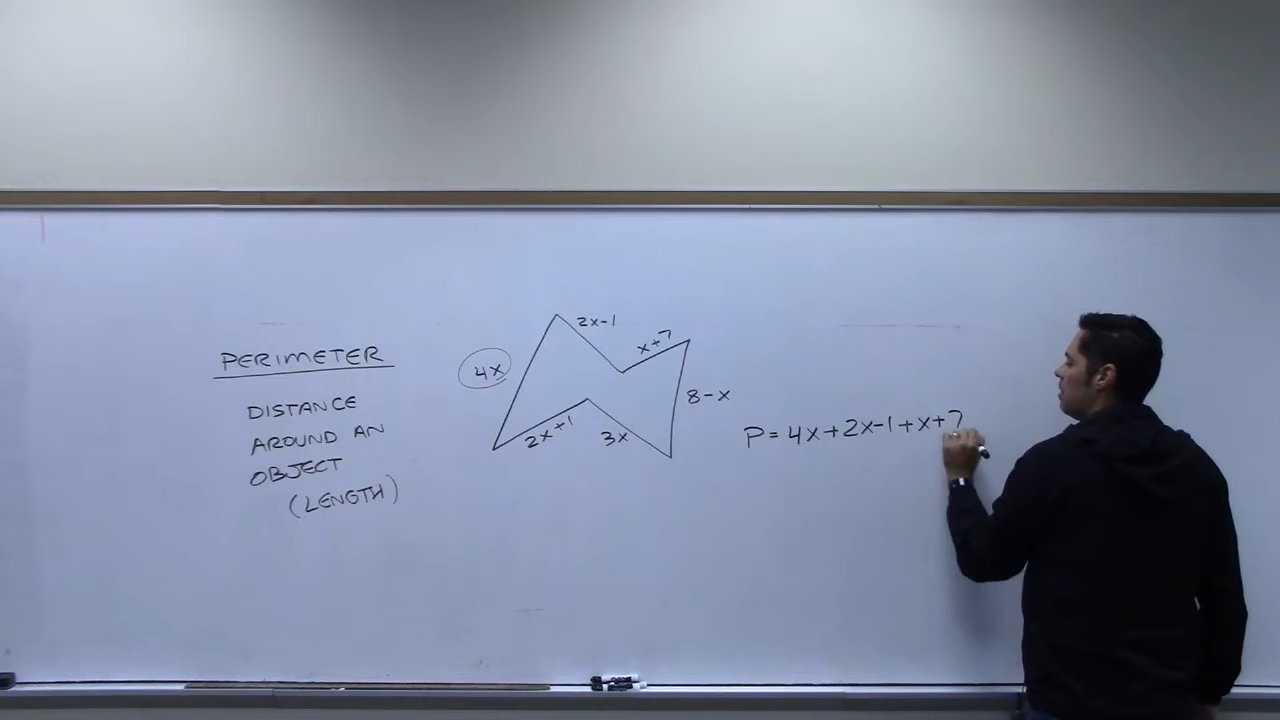 PERIMETER
DISTANCE
AROUND AN
OBJECT
(LENGTH)
2x-1
x+7
4x
8-x
2x+1
3x
P=4x+2x-1+x+7